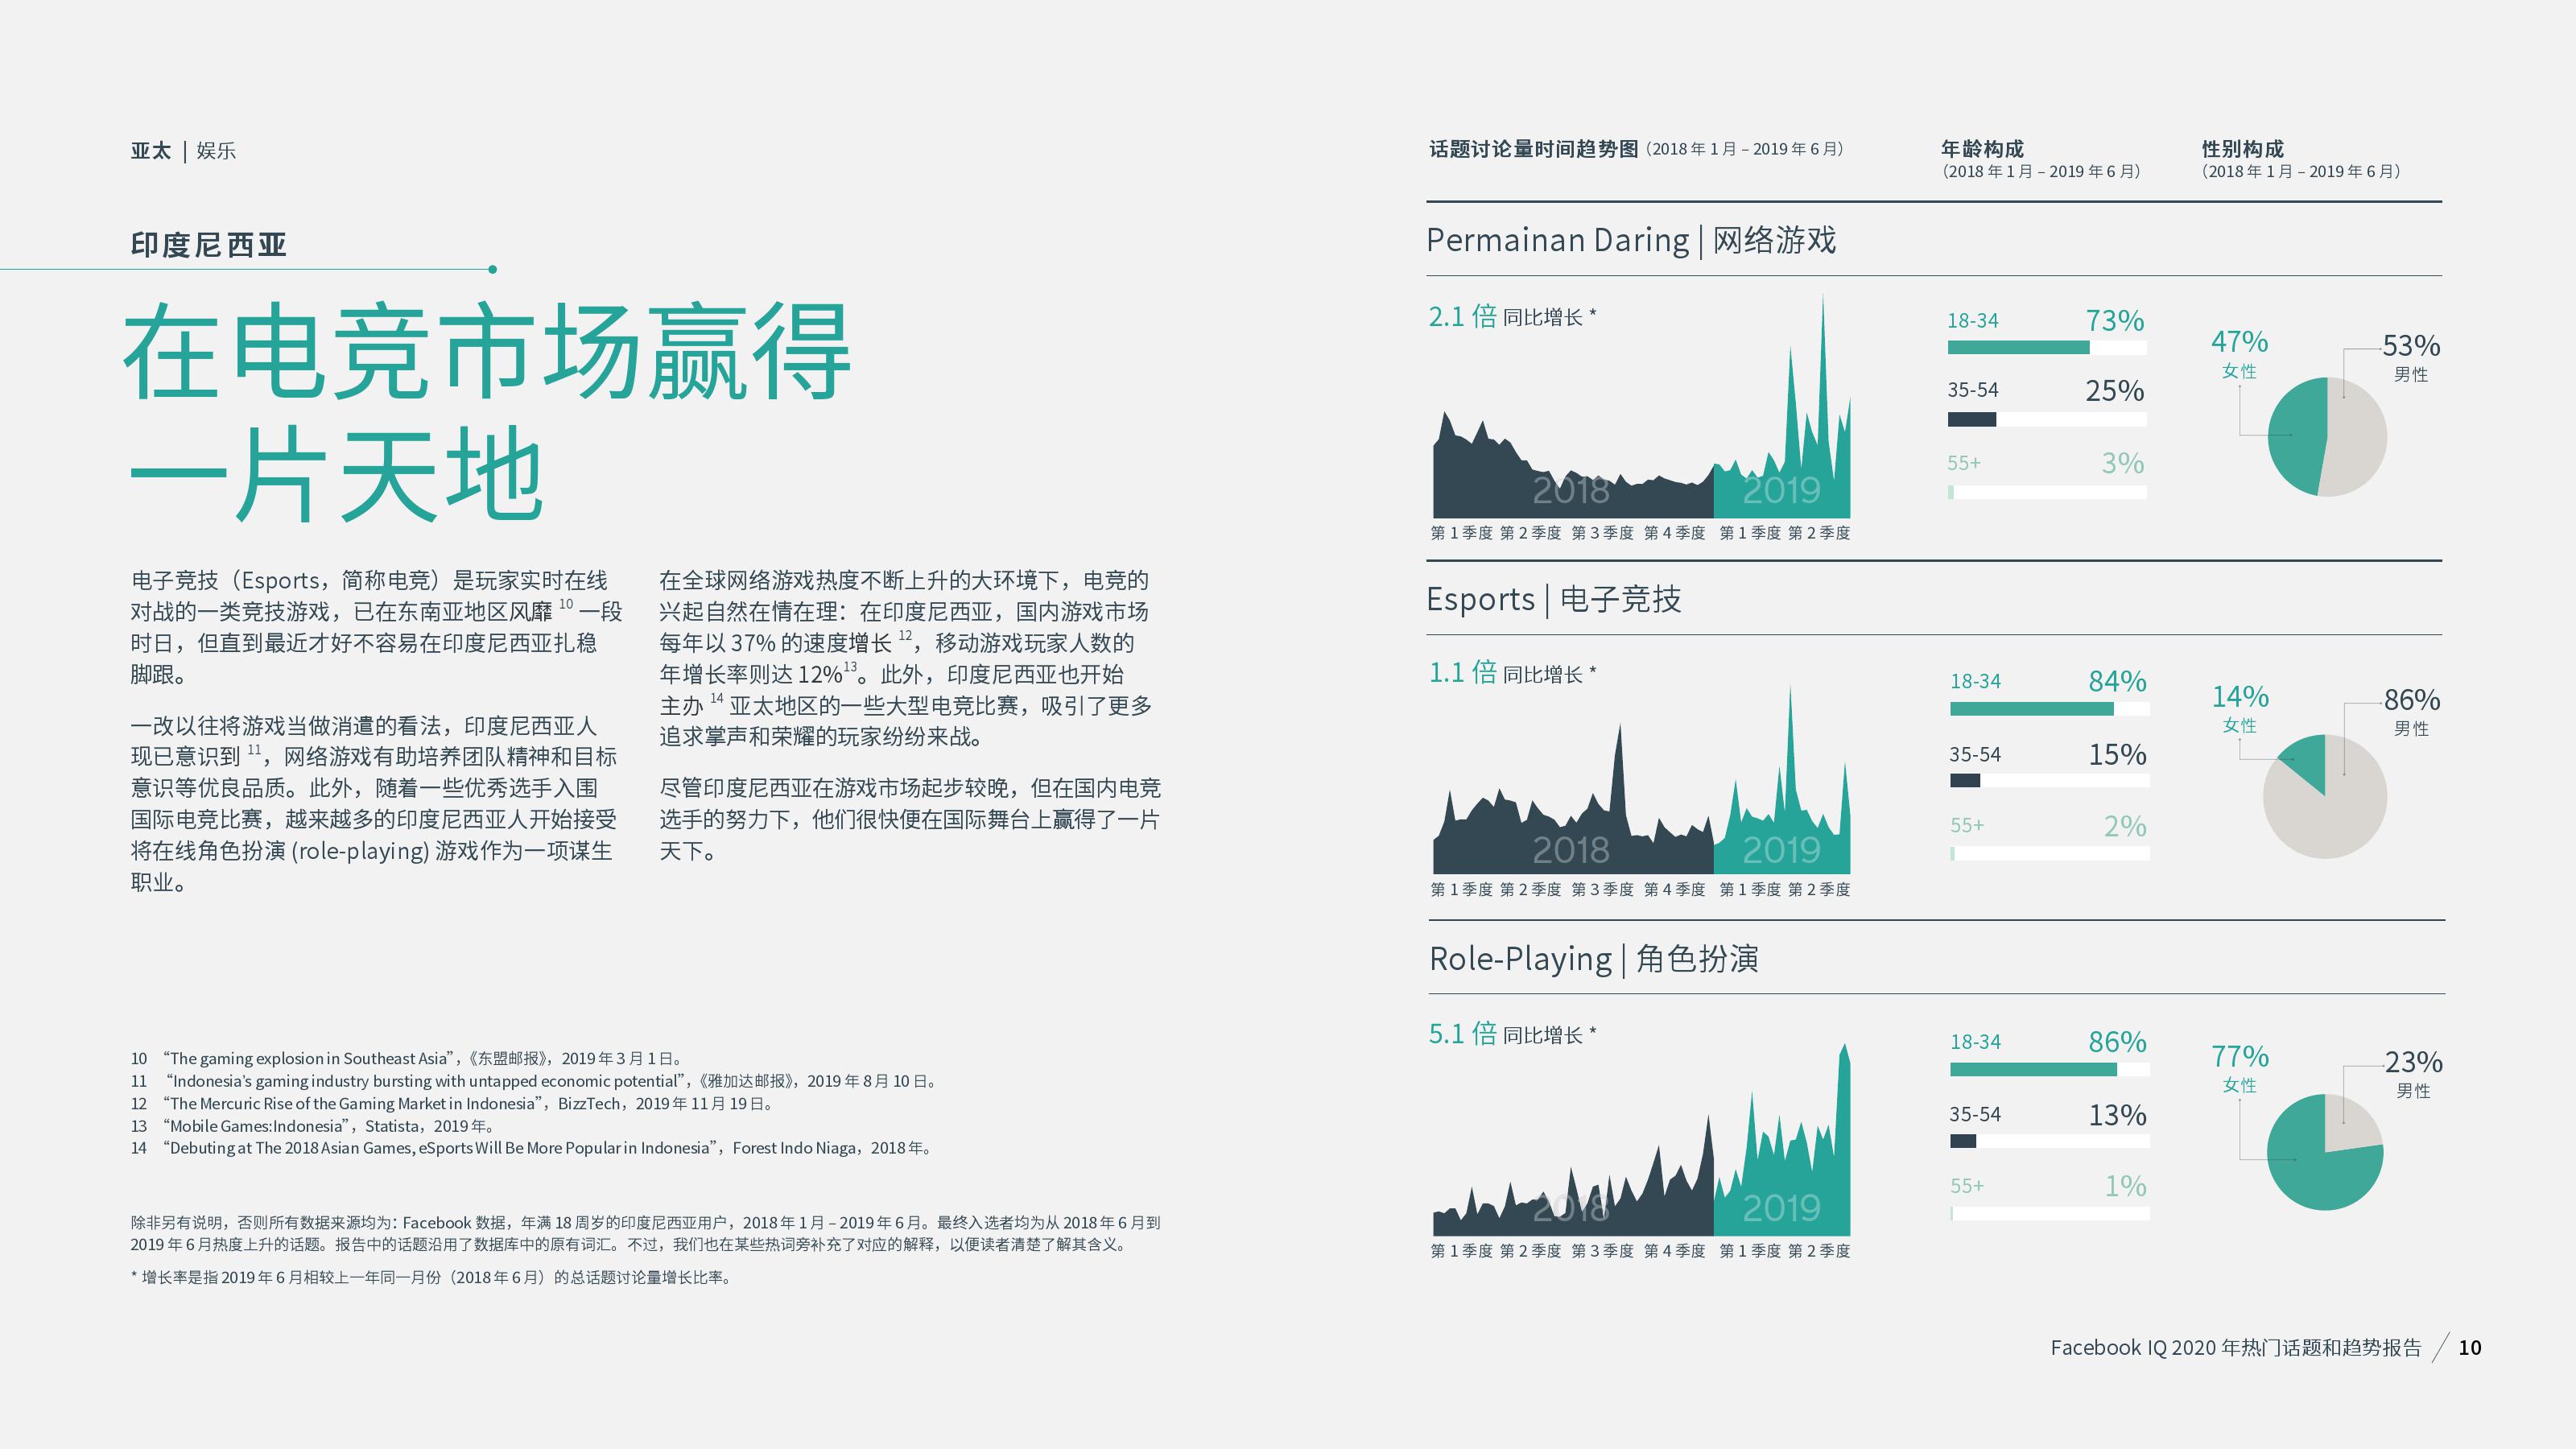 亚太 | 娱乐
印度尼西亚
在电竞市场赢得
一片天地
电子竞技（Esports，简称电竞）是玩家实时在线
对战的一类竞技游戏，已在东南亚地区风靡 10 一段
时日，但直到最近才好不容易在印度尼西亚扎稳
脚跟。
一改以往将游戏当做消遣的看法，印度尼西亚人
现已意识到 11，网络游戏有助培养团队精神和目标
意识等优良品质。此外，随着一些优秀选手入围
国际电竞比赛，越来越多的印度尼西亚人开始接受
将在线角色扮演 (role-playing) 游戏作为一项谋生
职业。
在全球网络游戏热度不断上升的大环境下，电竞的
兴起自然在情在理：在印度尼西亚，国内游戏市场
每年以 37% 的速度增长 12，移动游戏玩家人数的
年增长率则达 12%13。此外，印度尼西亚也开始
主办 14 亚太地区的一些大型电竞比赛，吸引了更多
追求掌声和荣耀的玩家纷纷来战。
尽管印度尼西亚在游戏市场起步较晚，但在国内电竞
选手的努力下，他们很快便在国际舞台上赢得了一片
天下。
10 “The gaming explosion in Southeast Asia”，《东盟邮报》，2019 年 3 月 1 日。
11 “Indonesia’s gaming industry bursting with untapped economic potential”，《雅加达邮报》，2019 年 8 月 10 日。
12 “The Mercuric Rise of the Gaming Market in Indonesia”，BizzTech，2019 年 11 月 19 日。
13 “Mobile Games:Indonesia”，Statista，2019 年。
14 “Debuting at The 2018 Asian Games, eSports Will Be More Popular in Indonesia”，Forest Indo Niaga，2018 年。
除非另有说明，否则所有数据来源均为：Facebook 数据，年满 18 周岁的印度尼西亚用户，2018 年 1 月 – 2019 年 6 月。最终入选者均为从 2018 年 6 月到
2019 年 6 月热度上升的话题。报告中的话题沿用了数据库中的原有词汇。不过，我们也在某些热词旁补充了对应的解释，以便读者清楚了解其含义。
* 增长率是指 2019 年 6 月相较上一年同一月份（2018 年 6 月）的总话题讨论量增长比率。
话题讨论量时间趋势图（2018 年 1 月 – 2019 年 6 月）
年龄构成
（2018 年 1 月 – 2019 年 6 月）
性别构成
（2018 年 1 月 – 2019 年 6 月）
Permainan Daring | 网络游戏
2.1 倍 同比增长 *
2018
2019
第 1 季度 第 2 季度 第 3 季度 第 4 季度 第 1 季度 第 2 季度
18-34 73%
35-54 25%
55+ 3%
47%
女性
53%
男性
Esports | 电子竞技
1.1 倍 同比增长 *
2018
2019
第 1 季度 第 2 季度 第 3 季度 第 4 季度 第 1 季度 第 2 季度
18-34 84%
35-54 15%
55+ 2%
14%
女性
86%
男性
Role-Playing | 角色扮演
5.1 倍 同比增长 *
2018
2019
第 1 季度 第 2 季度 第 3 季度 第 4 季度 第 1 季度 第 2 季度
18-34 86%
35-54 13%
55+ 1%
77%
女性
23%
男性
Facebook IQ 2020 年热门话题和趋势报告 / 10